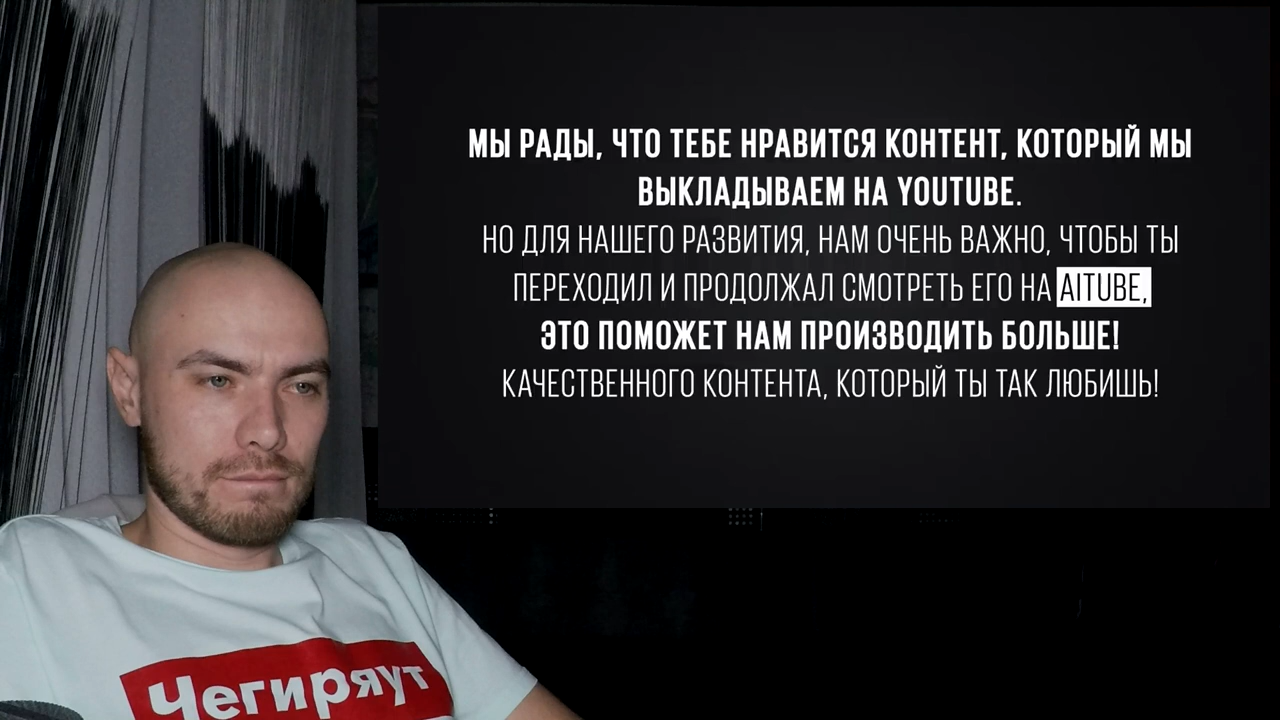 МЫ РАДЫ, ЧТО ТЕБЕ НРАВИТСЯ КОНТЕНТ, КОТОРЫЙ МЫ
ВЫКЛАДЫВАЕМ НА YOUTUBE.
НО ДЛЯ НАШЕГО РАЗВИТИЯ, НАМ ОЧЕНЬ ВАЖНО, ЧТОБЫ ТЫ
ПЕРЕХОДИЛ И ПРОДОЛЖАЛ СМОТРЕТЬ ЕГО НА AITUBE,
ЭТО ПОМОЖЕТ НАМ ПРОИЗВОДИТЬ БОЛЬШЕ!
КАЧЕСТВЕННОГО КОНТЕНТА, КОТОРЫЙ ТЫ ТАК ЛЮБИШЬ!
Чегиряут